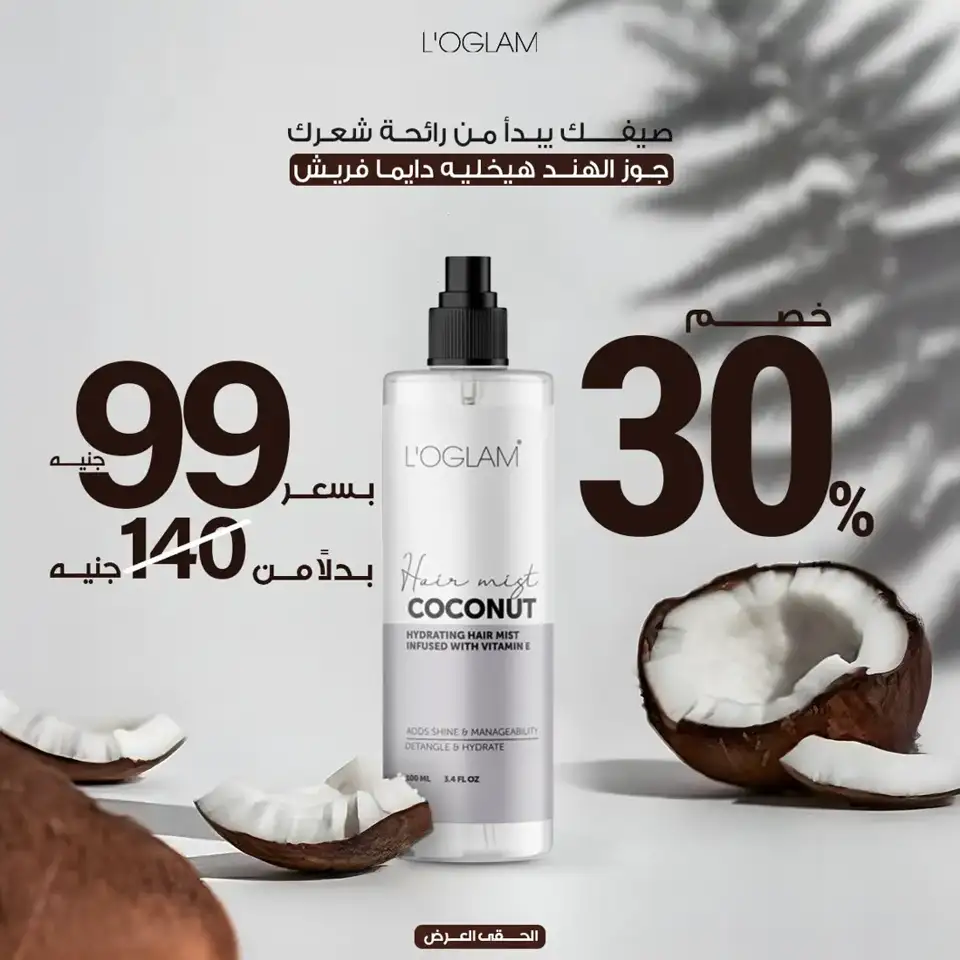 L'OGLAM
صيفك يبدأ من رائحة شعرك
جوز الهند هيخليه دايما فريش
خصم
30%
بسعر 99 جنيه
بدلاً من 140 جنيه
L'OGLAM
Hair mist
COCONUT
HYDRATING HAIR MIST
INFUSED WITH VITAMIN E
ADDS SHINE & MANAGEABILITY
DETANGLE & HYDRATE
100 ML 3.4 FL OZ
الحقى العرض